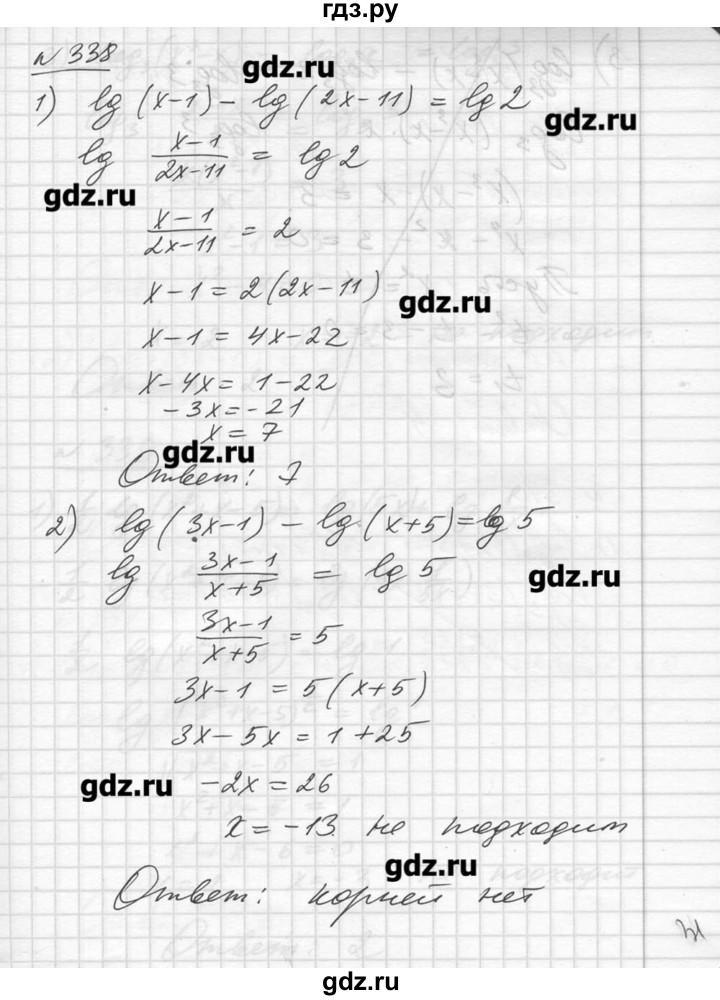 гдз.ру
№ 338
gdz.ru
1) lg (x-1) - lg (2x-11) = lg 2
gdz.ru
lg (x-1)/(2x-11) = lg 2
gdz.ru
(x-1)/(2x-11) = 2
x-1 = 2(2x-11)
gdz.ru
x-1 = 4x-22
x-4x = 1-22
-3x = -21
x = 7
gdz.ru
Ответ: 7
2) lg (3x-1) - lg (x+5) = lg 5
lg (3x-1)/(x+5) = lg 5
gdz.ru
(3x-1)/(x+5) = 5
3x-1 = 5(x+5)
3x-5x = 1+25
gdz.ru
-2x = 26
x = -13 не подходит
gdz.ru
Ответ: корней нет
gdz.ru